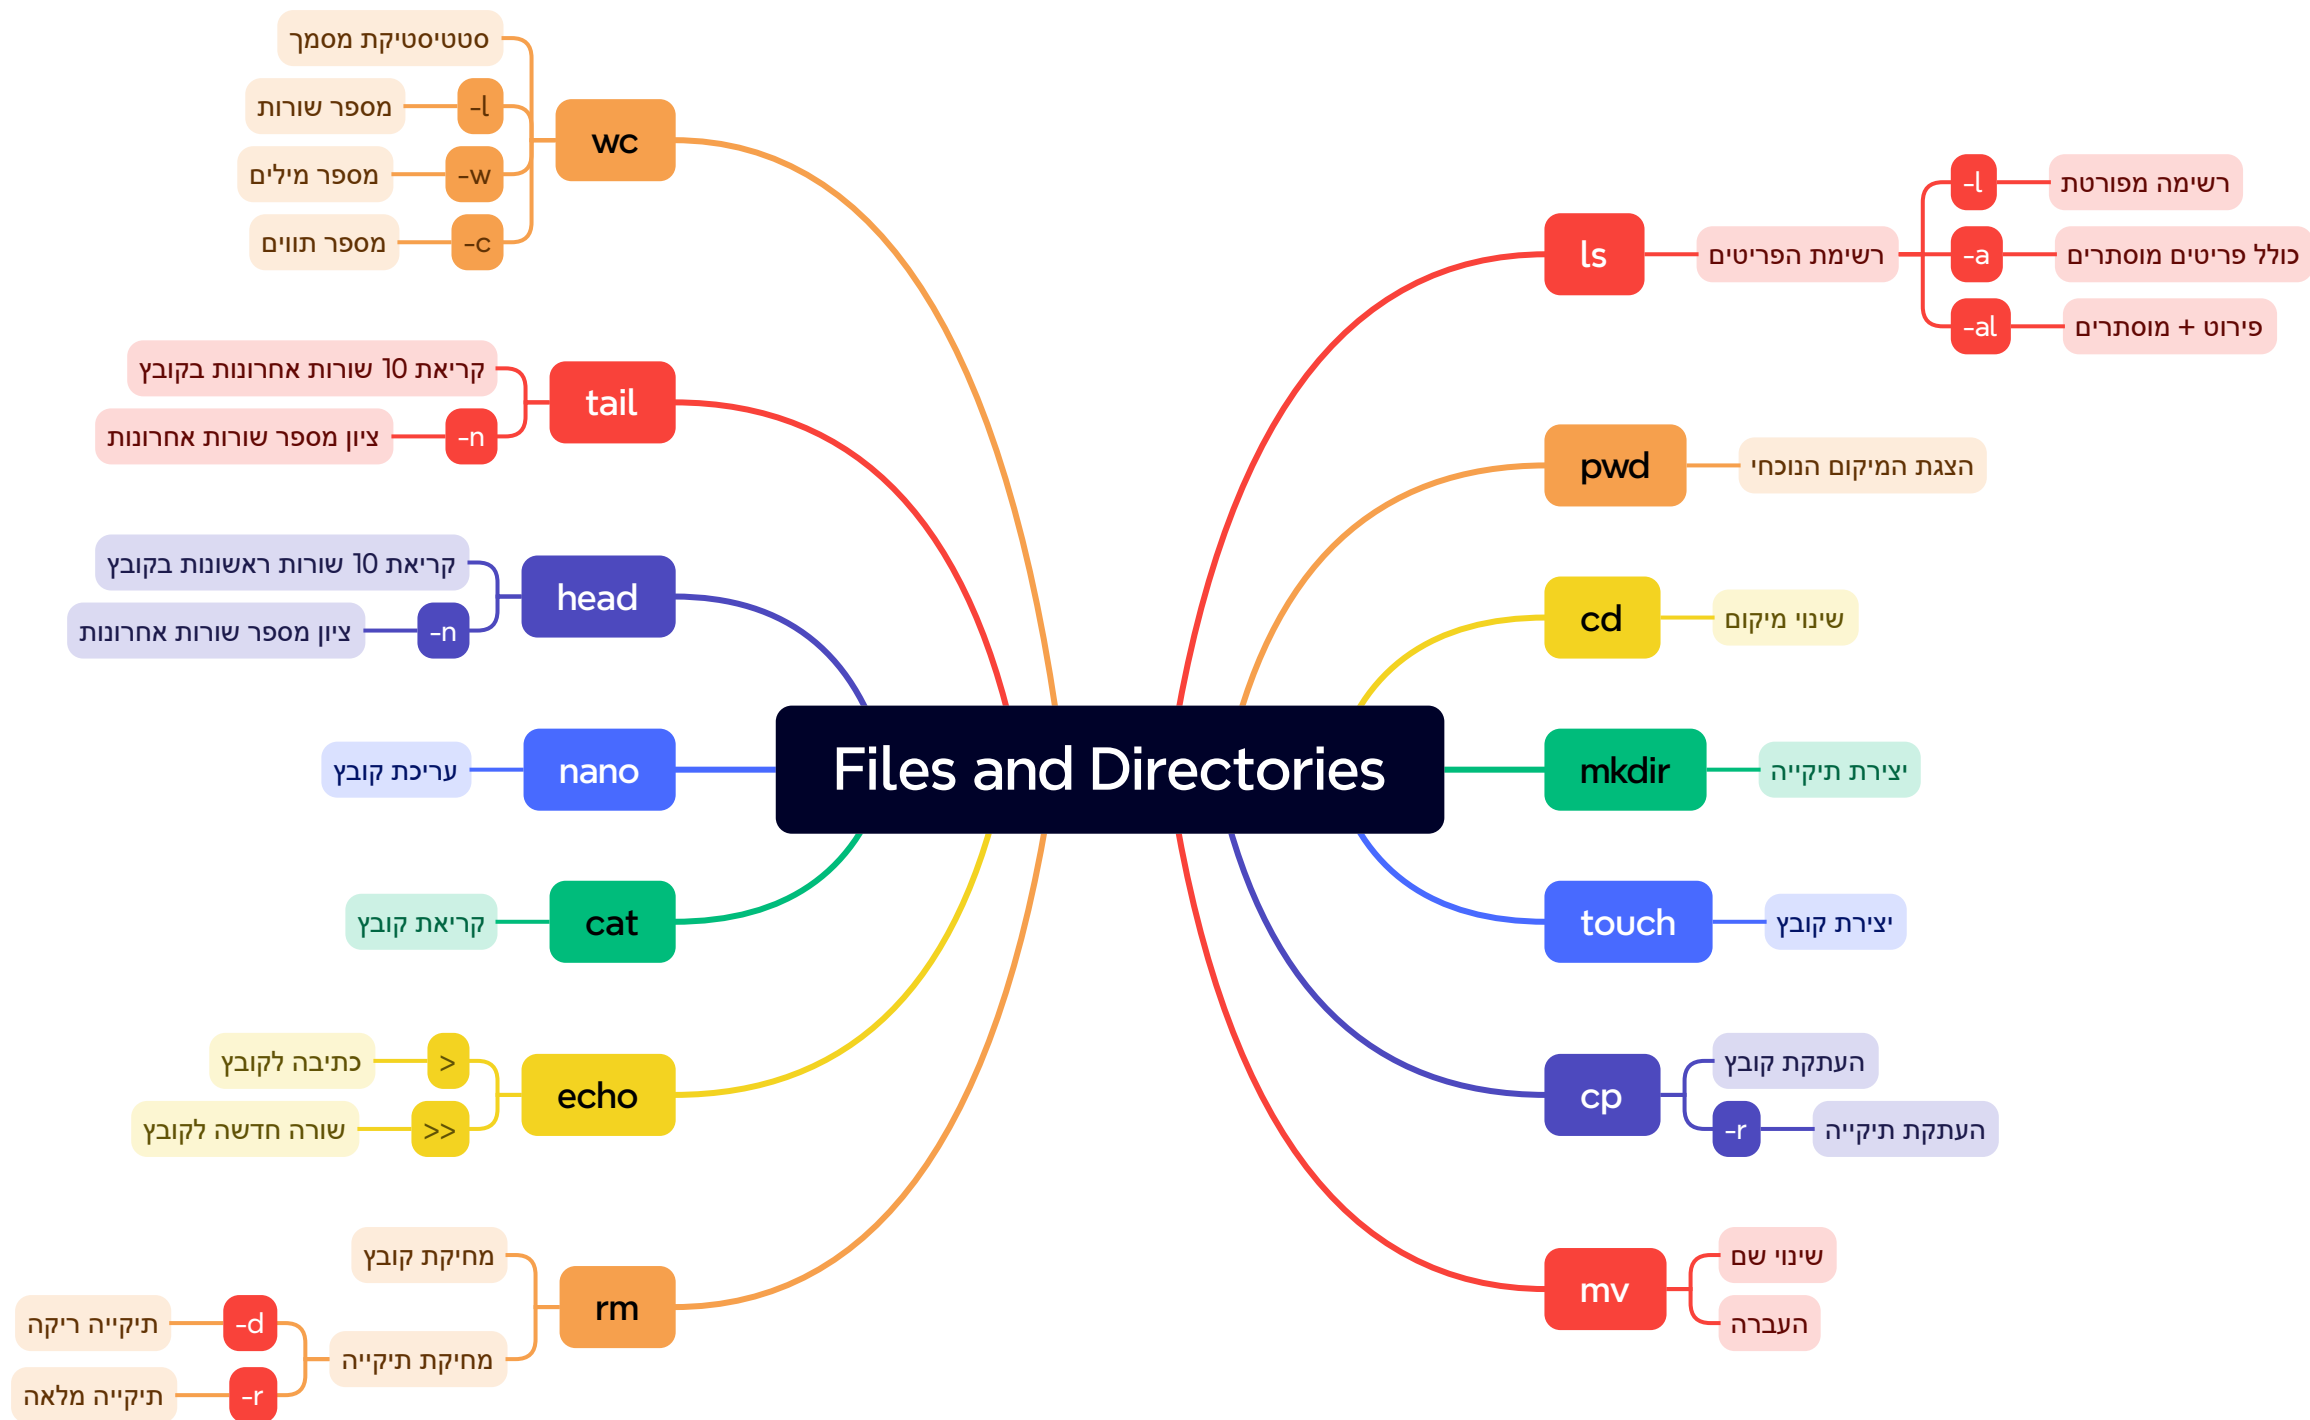 Files and Directories
ls
רשימת הפריטים
-l
רשימה מפורטת
-a
כולל פריטים מוסתרים
-al
פירוט + מוסתרים
pwd
הצגת המיקום הנוכחי
cd
שינוי מיקום
mkdir
יצירת תיקייה
touch
יצירת קובץ
cp
העתקת קובץ
-r
העתקת תיקייה
mv
שינוי שם
העברה
wc
סטטיסטיקת מסמך
-l
מספר שורות
-w
מספר מילים
-c
מספר תווים
tail
קריאת 10 שורות אחרונות בקובץ
-n
ציון מספר שורות אחרונות
head
קריאת 10 שורות ראשונות בקובץ
-n
ציון מספר שורות אחרונות
nano
עריכת קובץ
cat
קריאת קובץ
echo
>
כתיבה לקובץ
>>
שורה חדשה לקובץ
rm
מחיקת קובץ
מחיקת תיקייה
-d
תיקייה ריקה
-r
תיקייה מלאה